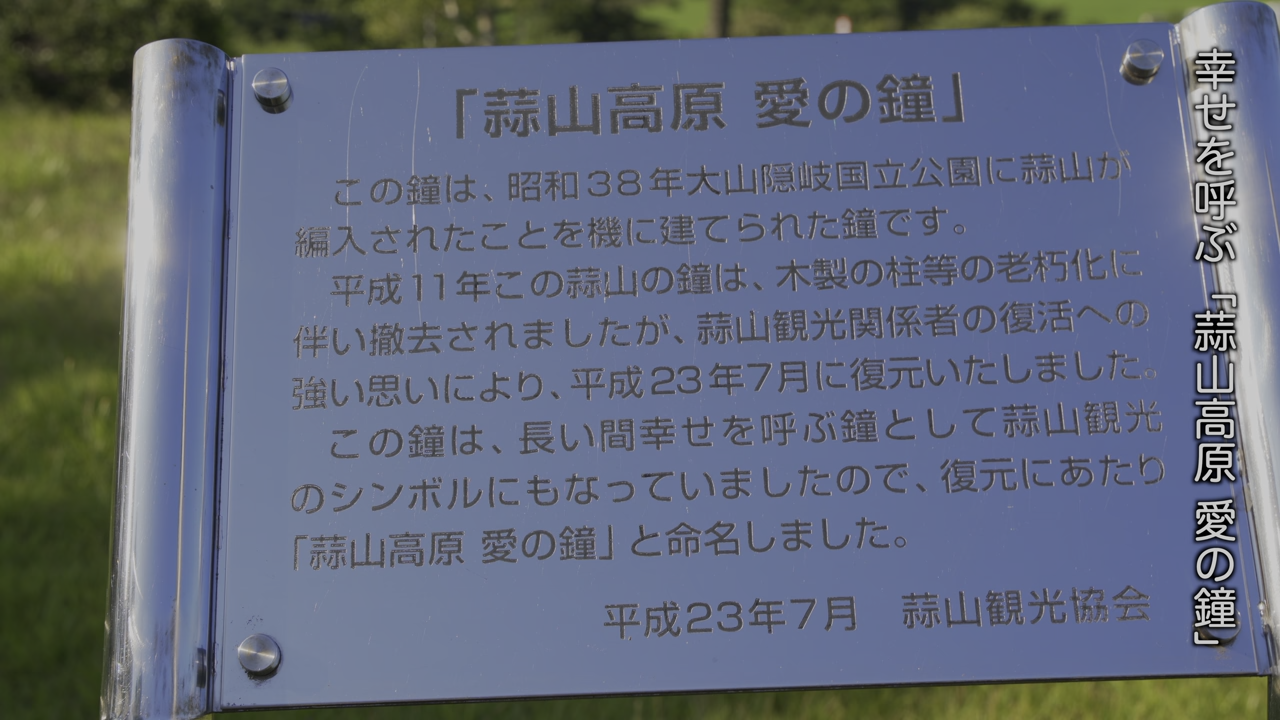 「蒜山高原 愛の鐘」
この鐘は、昭和38年大山隠岐国立公園に蒜山が
編入されたことを機に建てられた鐘です。
平成11年この蒜山の鐘は、木製の柱等の老朽化に
伴い撤去されましたが、蒜山観光関係者の復活への
強い思いにより、平成23年7月に復元いたしました。
この鐘は、長い間幸せを呼ぶ鐘として蒜山観光
のシンボルにもなっていましたので、復元にあたり
「蒜山高原 愛の鐘」と命名しました。
平成23年7月　蒜山観光協会
幸せを呼ぶ「蒜山高原 愛の鐘」